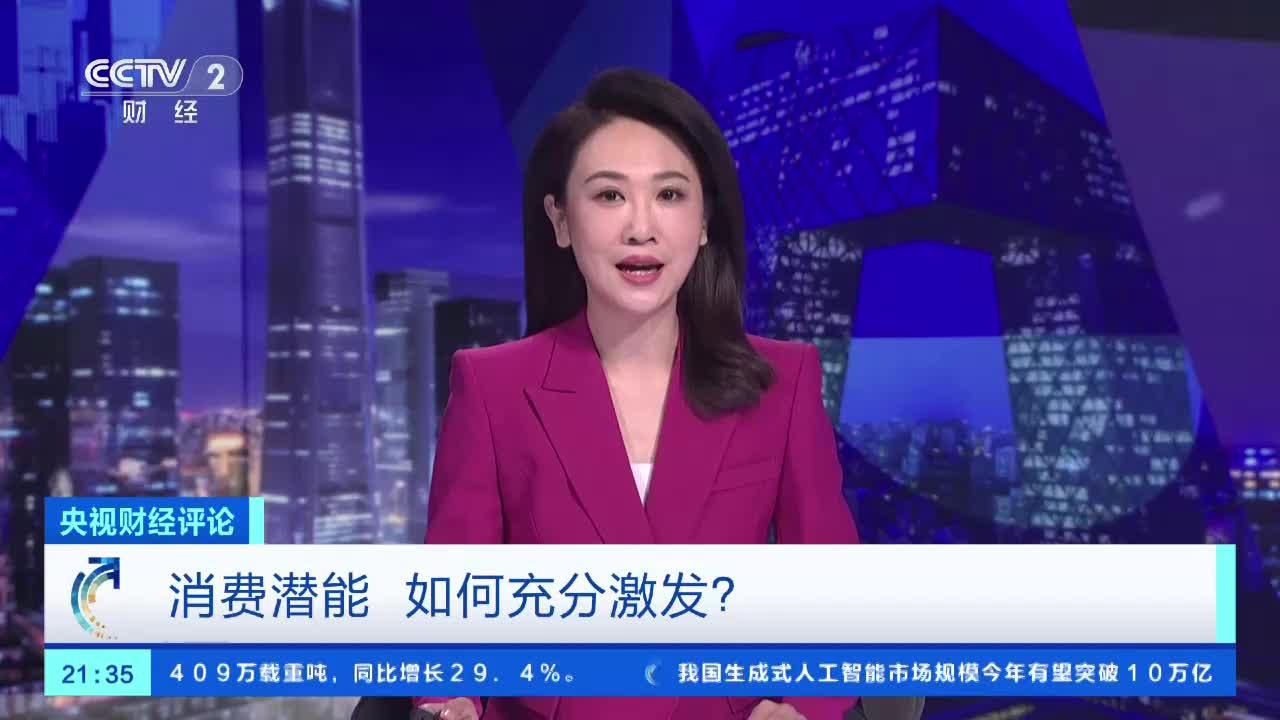 CCTV 2
财经
央视财经评论
消费潜能 如何充分激发?
21:35
409万载重吨,同比增长29.4%。 我国生成式人工智能市场规模今年有望突破10万亿